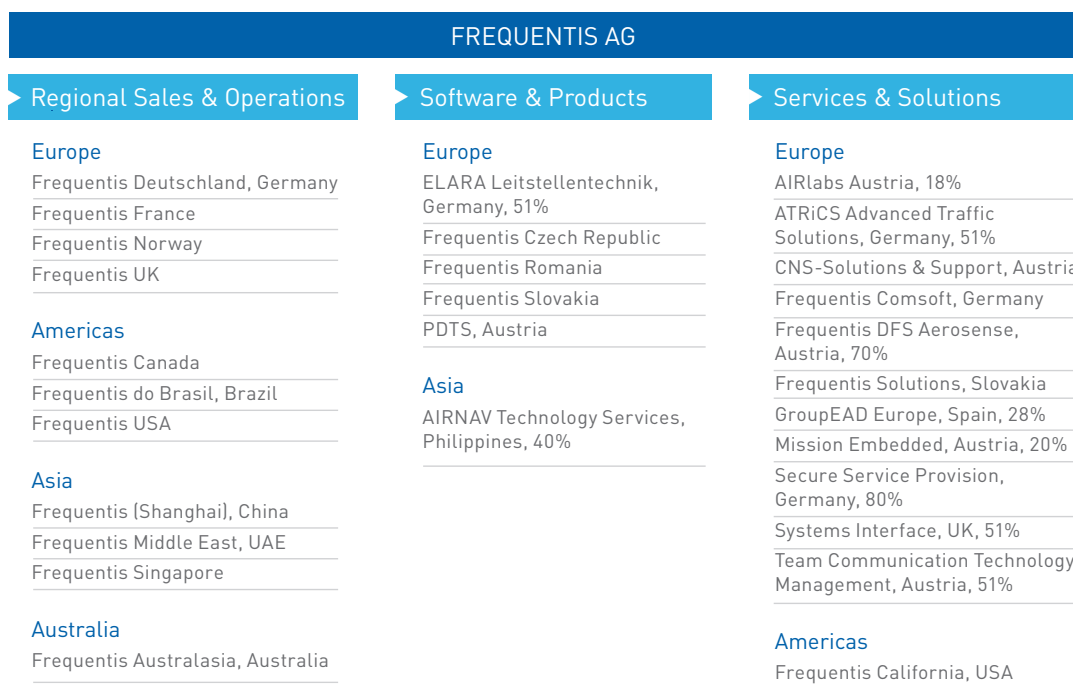 FREQUENTIS AG
Regional Sales & Operations
Europe
Frequentis Deutschland, Germany
Frequentis France
Frequentis Norway
Frequentis UK
Americas
Frequentis Canada
Frequentis do Brasil, Brazil
Frequentis USA
Asia
Frequentis (Shanghai), China
Frequentis Middle East, UAE
Frequentis Singapore
Australia
Frequentis Australasia, Australia
Software & Products
Europe
ELARA Leitstellentechnik,
Germany, 51%
Frequentis Czech Republic
Frequentis Romania
Frequentis Slovakia
PDTS, Austria
Asia
AIRNAV Technology Services,
Philippines, 40%
Services & Solutions
Europe
AIRlabs Austria, 18%
ATRiCS Advanced Traffic
Solutions, Germany, 51%
CNS-Solutions & Support, Austria
Frequentis Comsoft, Germany
Frequentis DFS Aerosense,
Austria, 70%
Frequentis Solutions, Slovakia
GroupEAD Europe, Spain, 28%
Mission Embedded, Austria, 20%
Secure Service Provision,
Germany, 80%
Systems Interface, UK, 51%
Team Communication Technology
Management, Austria, 51%
Americas
Frequentis California, USA